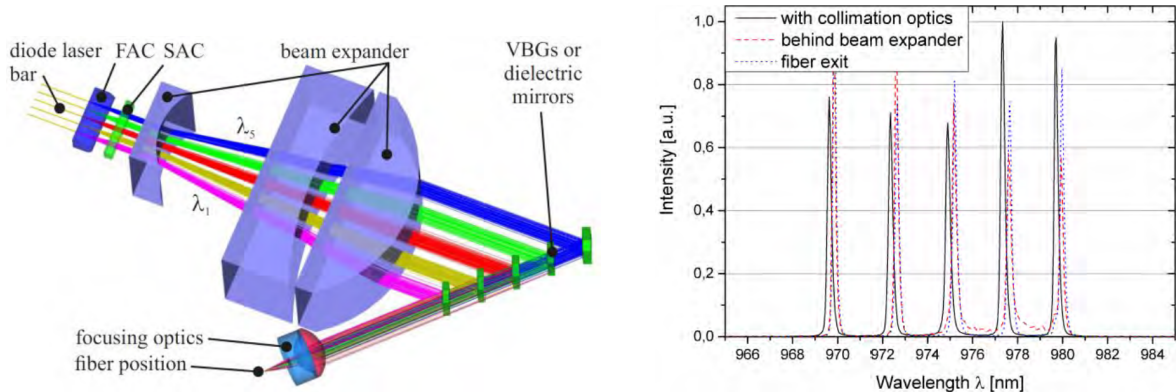 diode laser
bar
FAC SAC
beam expander
VBGs or
dielectric
mirrors
λ5
λ1
focusing optics
fiber position
with collimation optics
behind beam expander
fiber exit
Intensity [a.u.]
1,0
0,8
0,6
0,4
0,2
0,0
966 968 970 972 974 976 978 980 982 984
Wavelength λ [nm]